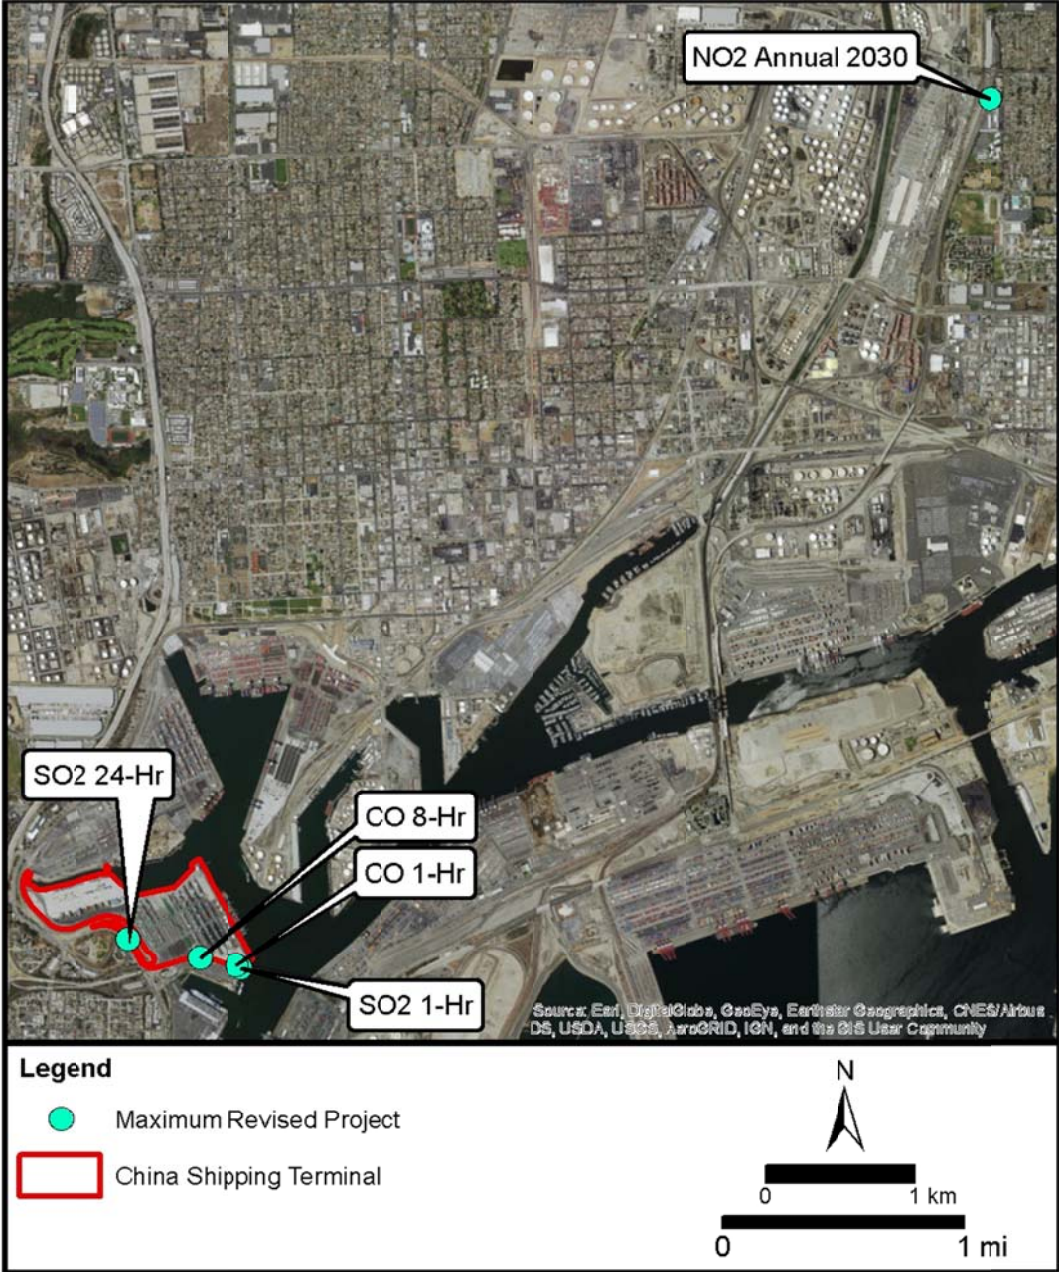 NO2 Annual 2030
SO2 24-Hr
CO 8-Hr
CO 1-Hr
SO2 1-Hr
Source: Esri, DigitalGlobe, GeoEye, Earthstar Geographics, CNES/Airbus
DS, USDA, USGS, AeroGRID, IGN, and the GIS User Community
Legend
Maximum Revised Project
China Shipping Terminal
N
0 1 km
0 1 mi